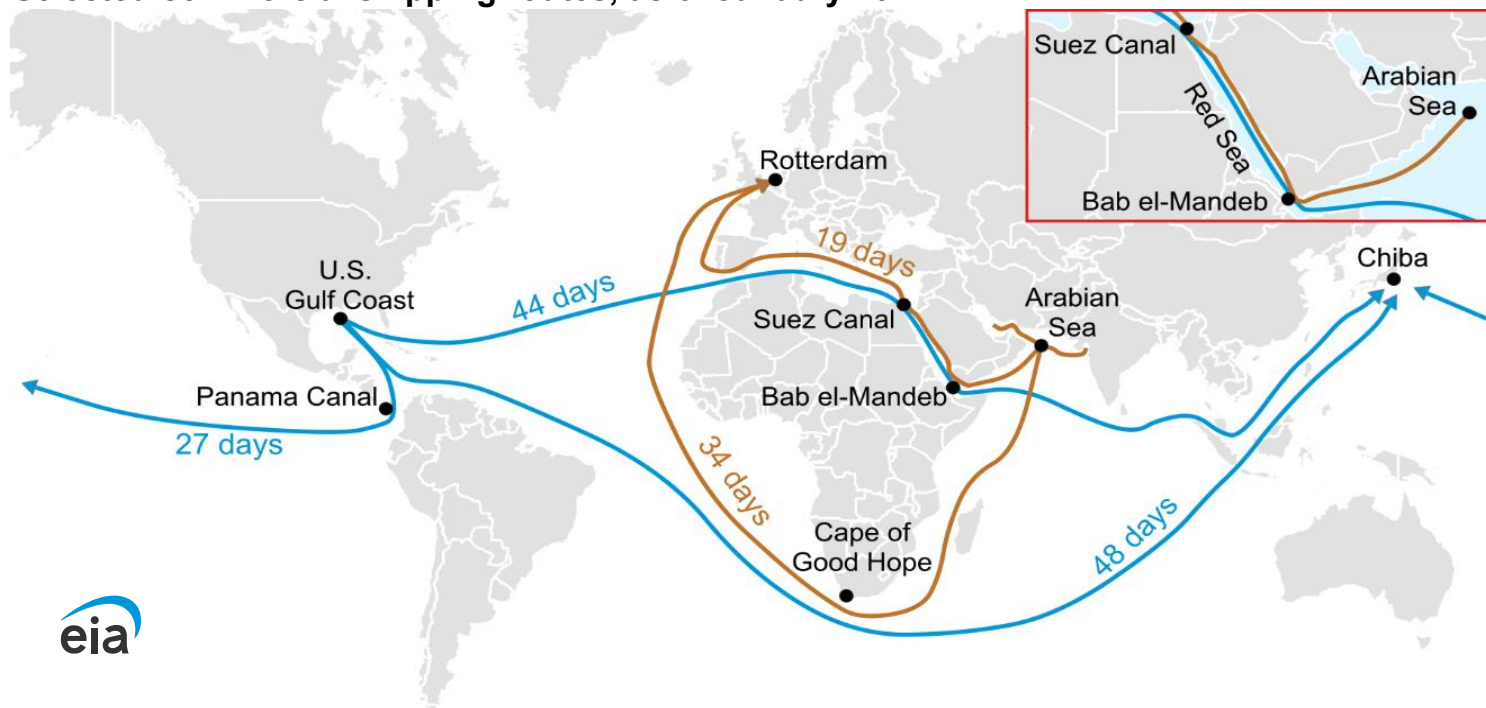 Suez Canal
Arabian
Sea
Red Sea
Bab el-Mandeb
Rotterdam
19 days
Chiba
U.S.
Gulf Coast
44 days
Arabian
Sea
Suez Canal
Panama Canal
Bab el-Mandeb
27 days
34 days
Cape of
Good Hope
48 days
eia